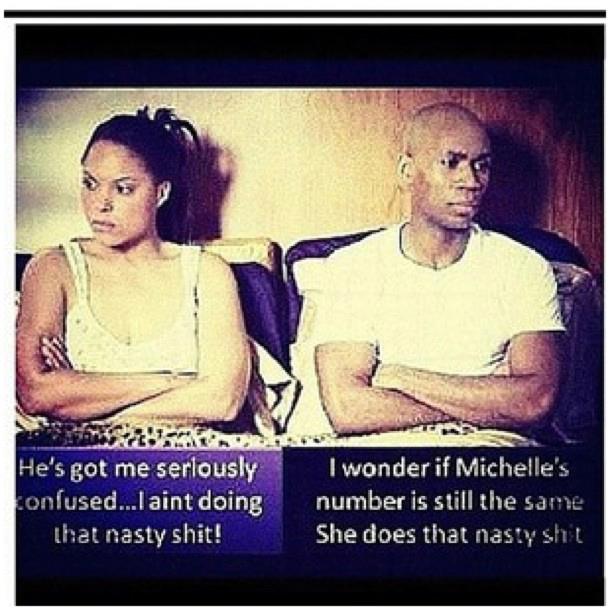 He's got me seriously
confused...I aint doing
that nasty shit!
I wonder if Michelle's
number is still the same
She does that nasty shit